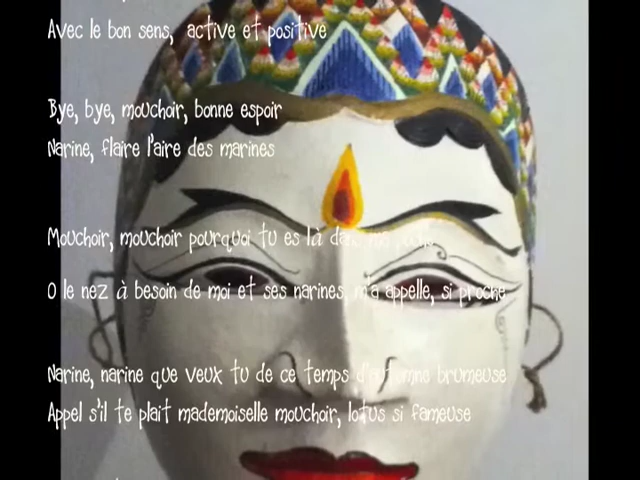 Avec le bon sens, active et positive
Bye, bye, mouchoir, bonne espoir
Narine, flaire l'aire des marines
Mouchoir, mouchoir pourquoi tu es là dans
O le nez à besoin de moi et ses narines, m'a appelle, si proche
Narine, narine que veux tu de ce temps d'automne brumeuse
Appel s'il te plait mademoiselle mouchoir, lotus si fameuse